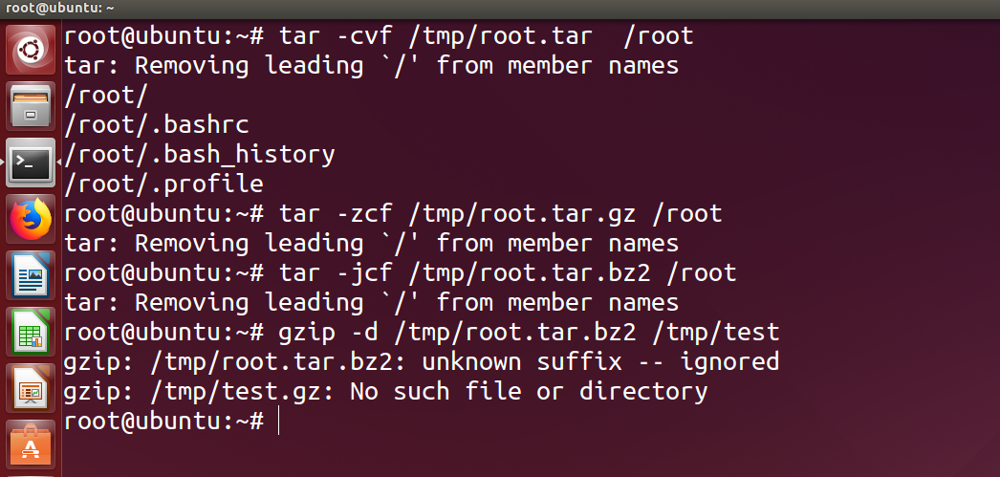 root@ubuntu: ~
root@ubuntu:~# tar -cvf /tmp/root.tar  /root
tar: Removing leading `/' from member names
/root/
/root/.bashrc
/root/.bash_history
/root/.profile
root@ubuntu:~# tar -zcf /tmp/root.tar.gz /root
tar: Removing leading `/' from member names
root@ubuntu:~# tar -jcf /tmp/root.tar.bz2 /root
tar: Removing leading `/' from member names
root@ubuntu:~# gzip -d /tmp/root.tar.bz2 /tmp/test
gzip: /tmp/root.tar.bz2: unknown suffix -- ignored
gzip: /tmp/test.gz: No such file or directory
root@ubuntu:~#